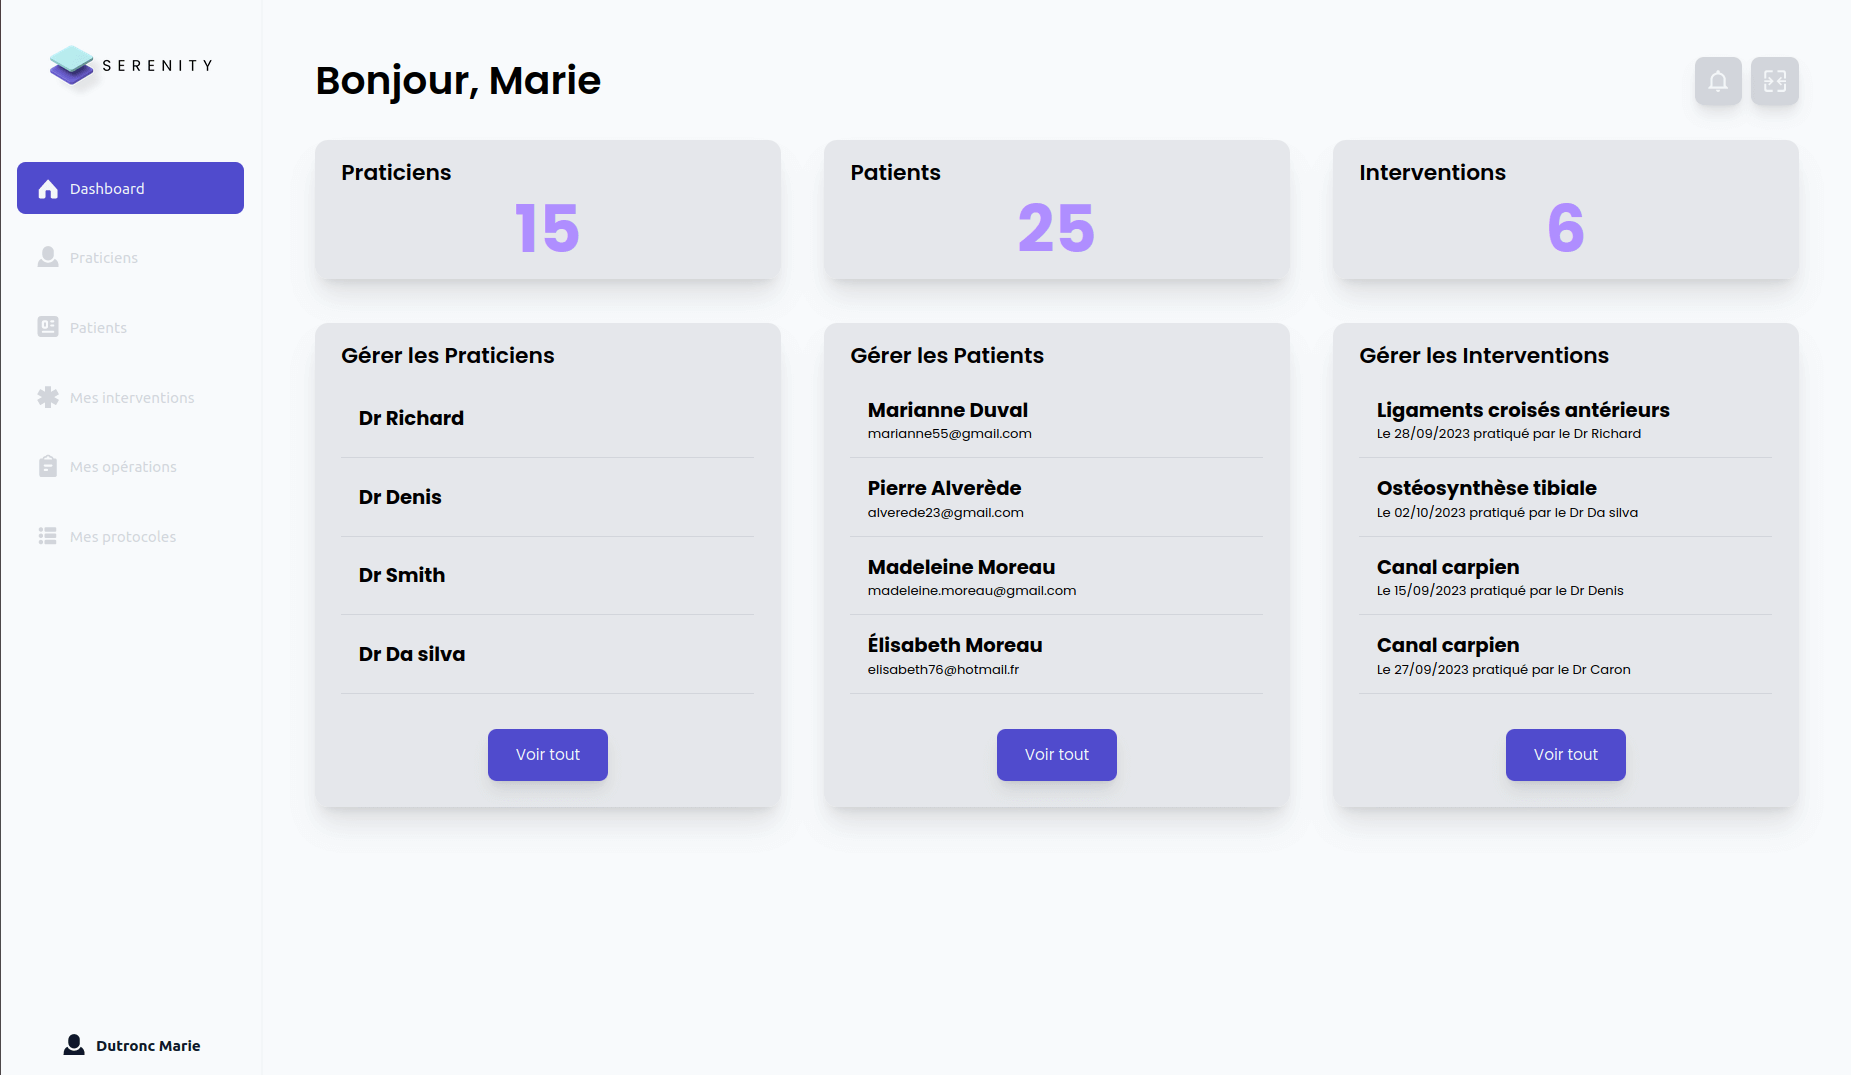 SERENITY
Dashboard
Praticiens
Patients
Mes interventions
Mes opérations
Mes protocoles
Dutronc Marie
Bonjour, Marie
Praticiens
15
Patients
25
Interventions
6
Gérer les Praticiens
Dr Richard
Dr Denis
Dr Smith
Dr Da silva
Voir tout
Gérer les Patients
Marianne Duval
marianne55@gmail.com
Pierre Alverède
alverede23@gmail.com
Madeleine Moreau
madeleine.moreau@gmail.com
Élisabeth Moreau
elisabeth76@hotmail.fr
Voir tout
Gérer les Interventions
Ligaments croisés antérieurs
Le 28/09/2023 pratiqué par le Dr Richard
Ostéosynthèse tibiale
Le 02/10/2023 pratiqué par le Dr Da silva
Canal carpien
Le 15/09/2023 pratiqué par le Dr Denis
Canal carpien
Le 27/09/2023 pratiqué par le Dr Caron
Voir tout